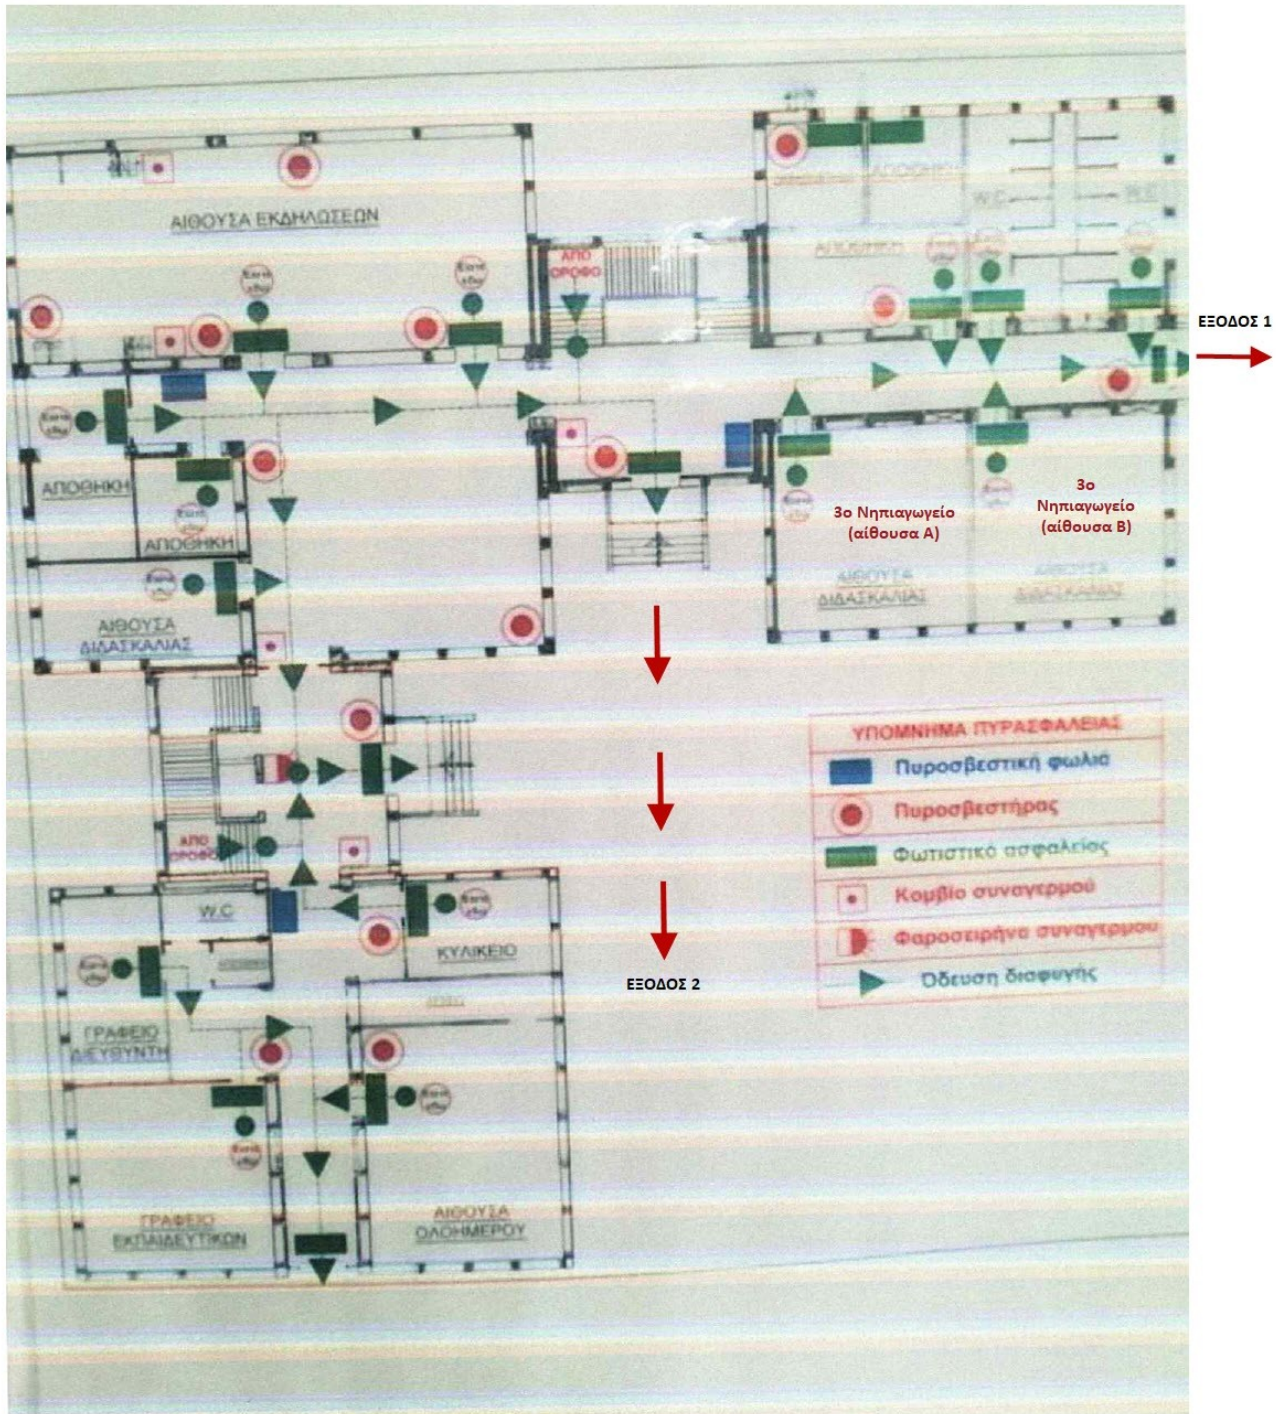 ΑΙΘΟΥΣΑ ΕΚΔΗΛΩΣΕΩΝ
ΑΠΟ
ΟΡΟΦΟ
ΑΠΟΘΗΚΗ
ΑΠΟΘΗΚΗ
W.C
W.C
ΕΞΟΔΟΣ 1
ΑΠΟΘΗΚΗ
ΑΠΟΘΗΚΗ
3ο Νηπιαγωγείο
(αίθουσα Α)
3ο
Νηπιαγωγείο
(αίθουσα Β)
ΑΙΘΟΥΣΑ
ΔΙΔΑΣΚΑΛΙΑΣ
ΑΙΘΟΥΣΑ
ΔΙΔΑΣΚΑΛΙΑΣ
ΑΙΘΟΥΣΑ
ΔΙΔΑΣΚΑΛΙΑΣ
ΥΠΟΜΝΗΜΑ ΠΥΡΑΣΦΑΛΕΙΑΣ
Πυροσβεστική φωλιά
Πυροσβεστήρας
Φωτιστικό ασφαλείας
Κομβίο συναγερμού
Φαροσειρήνα συναγερμού
Όδευση διαφυγής
ΑΠΟ
ΟΡΟΦΟ
W.C
ΚΥΛΙΚΕΙΟ
ΕΞΟΔΟΣ 2
ΓΡΑΦΕΙΟ
ΔΙΕΥΘΥΝΤΗ
ΓΡΑΦΕΙΟ
ΕΚΠΑΙΔΕΥΤΙΚΩΝ
ΑΙΘΟΥΣΑ
ΟΛΟΗΜΕΡΟΥ